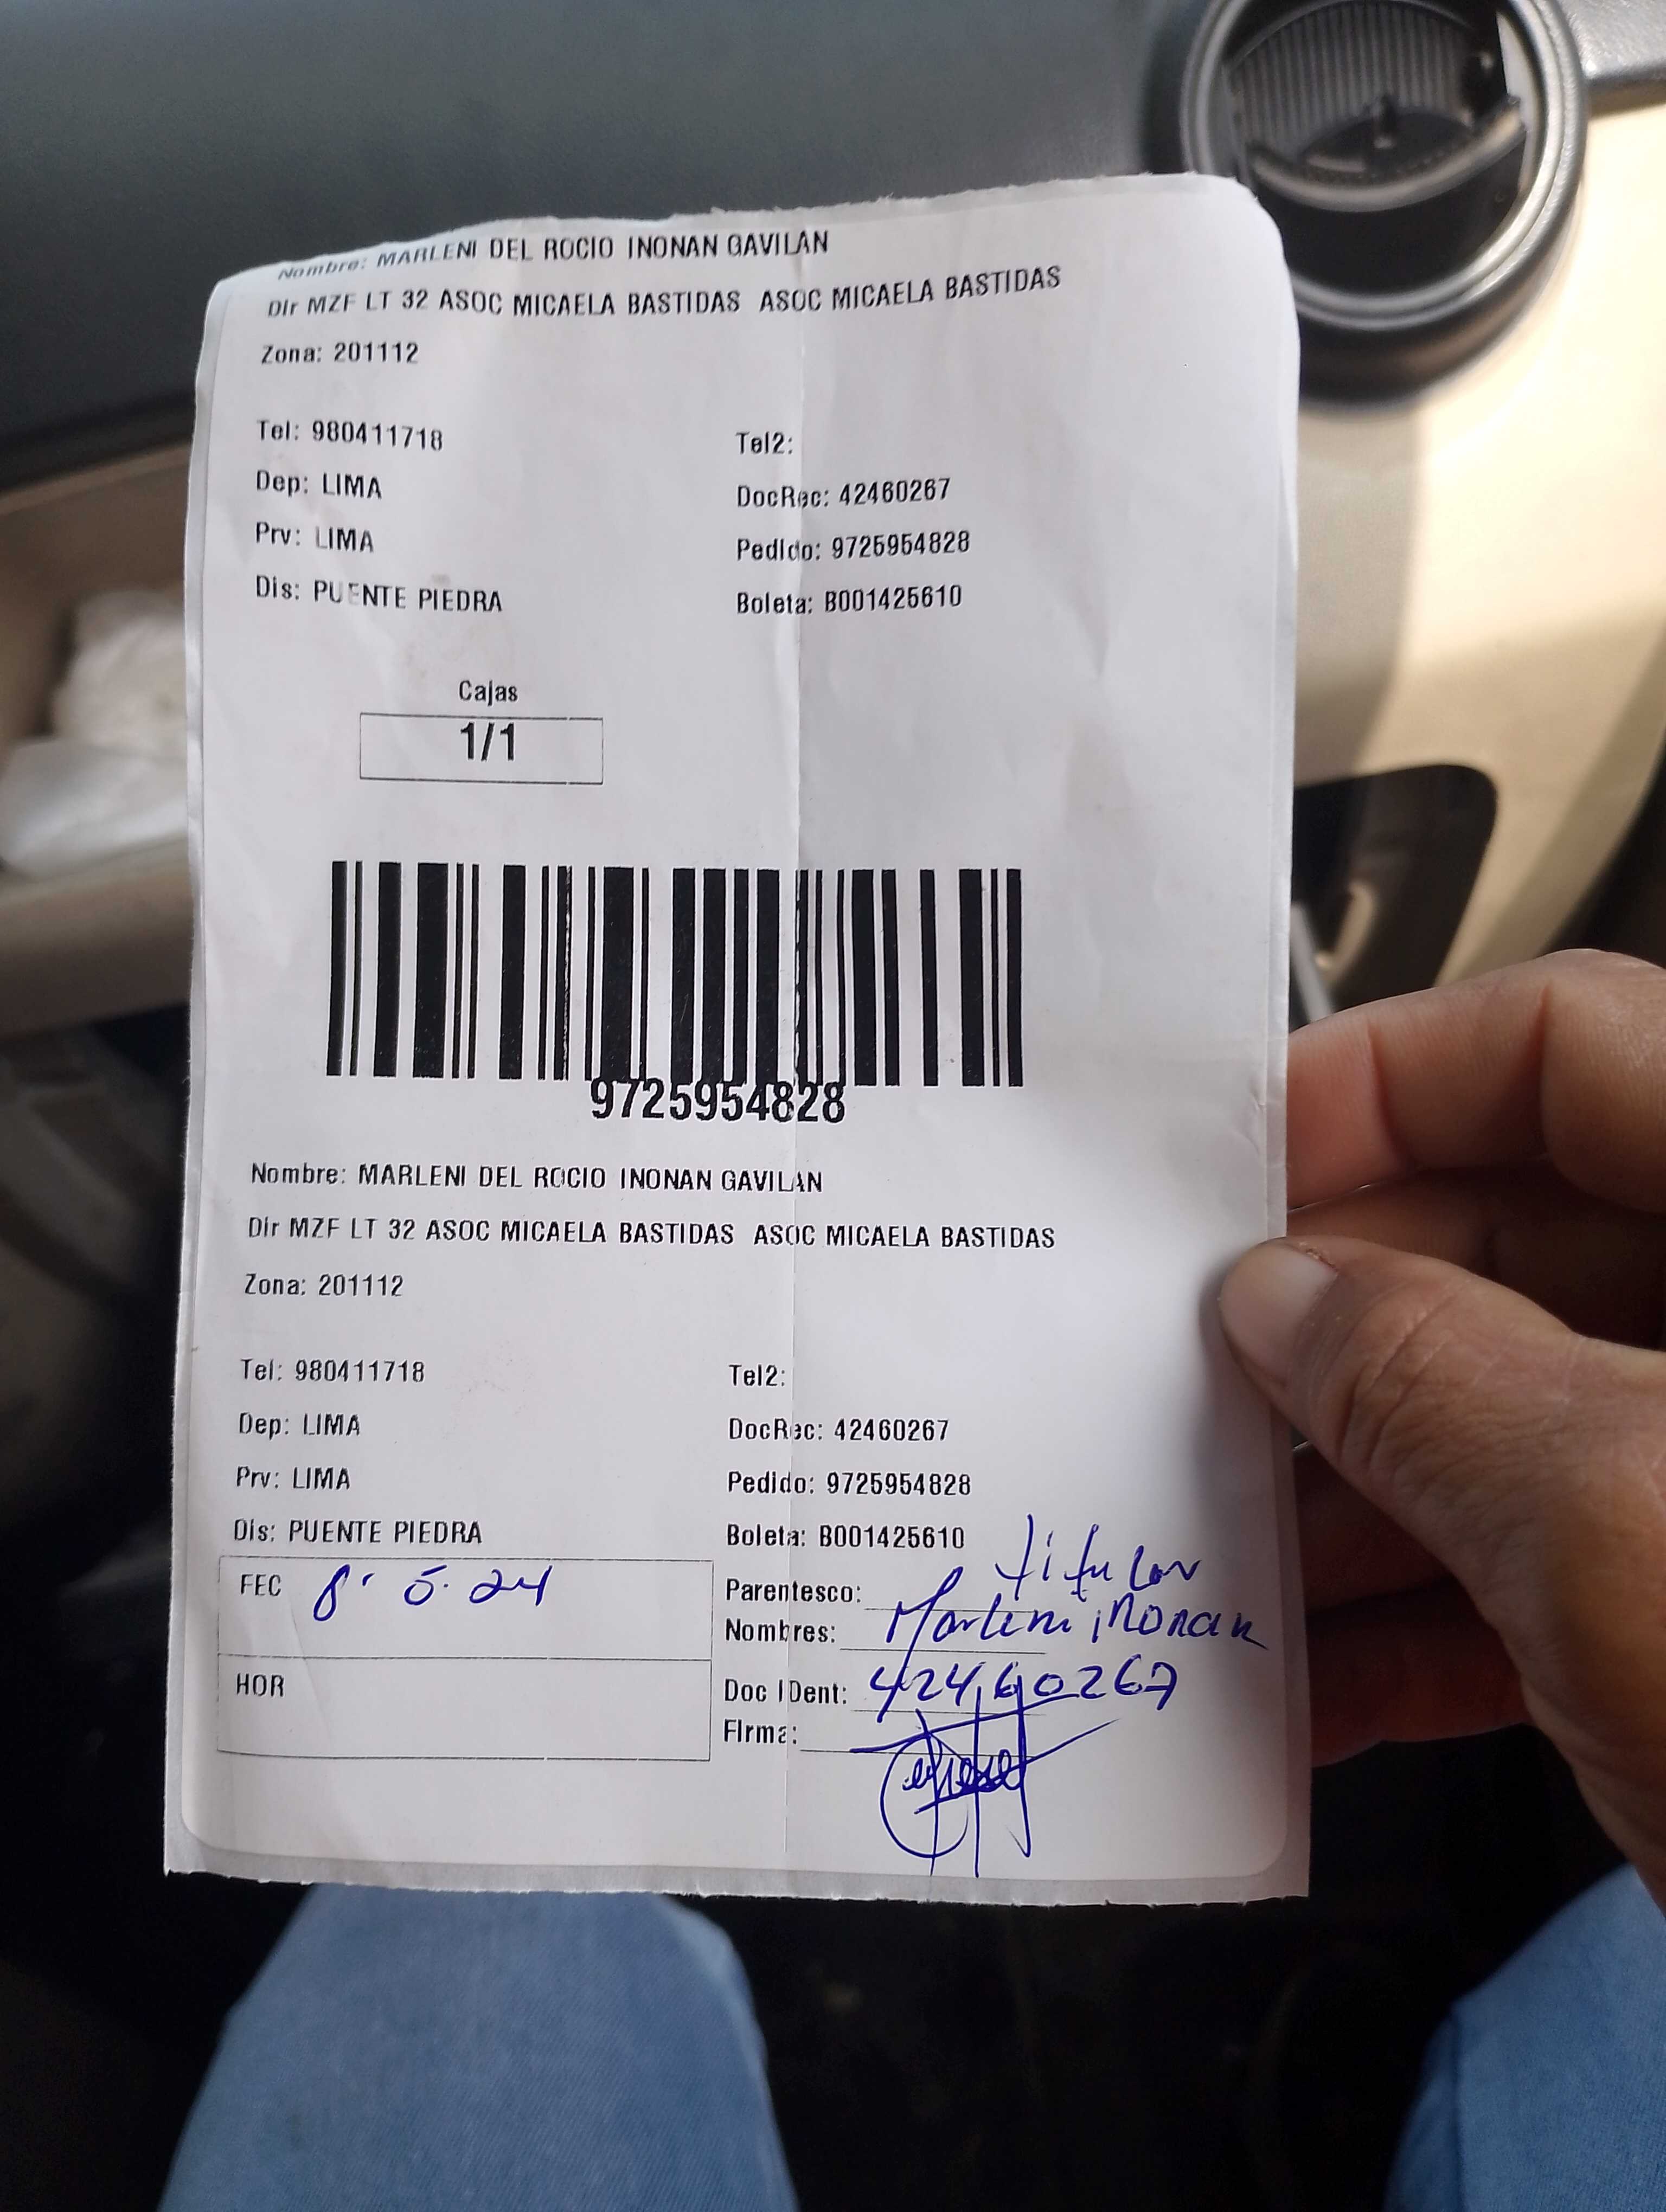 Nombre: MARLENI DEL ROCIO INONAN GAVILAN
Dir MZF LT 32 ASOC MICAELA BASTIDAS ASOC MICAELA BASTIDAS
Zona: 201112
Tel: 980411718 Tel2:
Dep: LIMA DocRec: 42460267
Prv: LIMA Pedido: 9725954828
Dis: PUENTE PIEDRA Boleta: B001425610
Cajas
1/1
9725954828
Nombre: MARLENI DEL ROCIO INONAN GAVILAN
Dir MZF LT 32 ASOC MICAELA BASTIDAS ASOC MICAELA BASTIDAS
Zona: 201112
Tel: 980411718 Tel2:
Dep: LIMA DocRec: 42460267
Prv: LIMA Pedido: 9725954828
Dis: PUENTE PIEDRA Boleta: B001425610
FEC 8. 5. 24 Parentesco: titular
Nombres: Marleni inonan
HOR Doc IDent: 42460267
Firma: